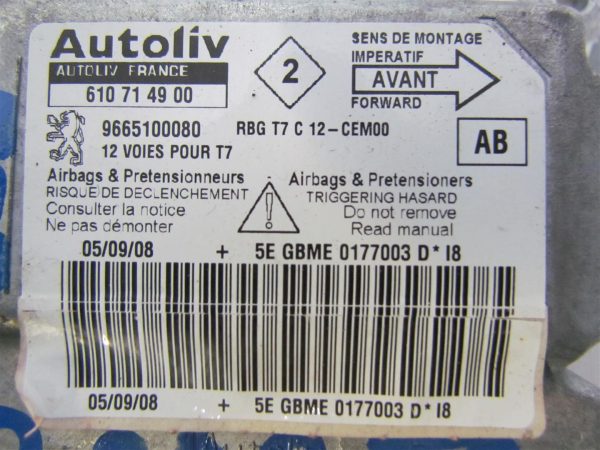 Autoliv
AUTOLIV FRANCE
610 71 49 00
2
SENS DE MONTAGE
IMPERATIF
AVANT
FORWARD
9665100080 RBG T7 C 12-CEM00
12 VOIES POUR T7
AB
Airbags & Pretensionneurs
RISQUE DE DECLENCHEMENT
Consulter la notice
Ne pas démonter
Airbags & Pretensioners
TRIGGERING HASARD
Do not remove
Read manual
05/09/08 + 5E GBME 0177003 D* I8
05/09/08 + 5E GBME 0177003 D* I8